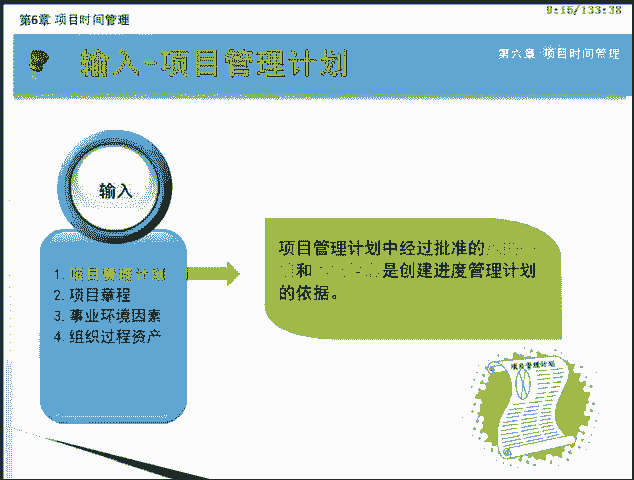 第6章 项目时间管理
9:15/133:38
输入-项目管理计划
第六章 项目时间管理
输入
1. 项目管理计划
2. 项目章程
3. 事业环境因素
4. 组织过程资产
项目管理计划中经过批准的
和 是创建进度管理计划
的依据。
项目管理计划